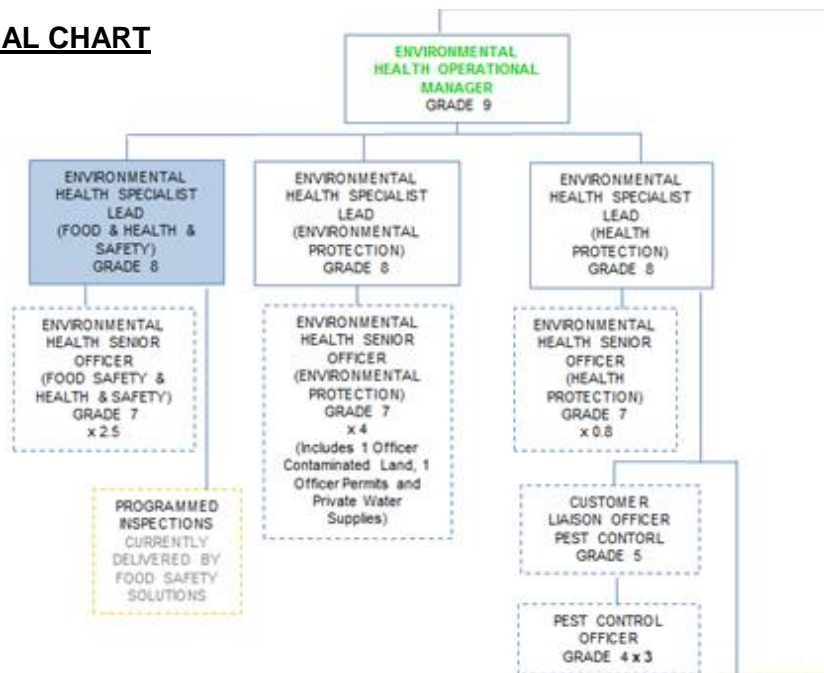 AL CHART
ENVIRONMENTAL
HEALTH OPERATIONAL
MANAGER
GRADE 9
ENVIRONMENTAL
HEALTH SPECIALIST
LEAD
(FOOD & HEALTH &
SAFETY)
GRADE 8
ENVIRONMENTAL
HEALTH SPECIALIST
LEAD
(ENVIRONMENTAL
PROTECTION)
GRADE 8
ENVIRONMENTAL
HEALTH SPECIALIST
LEAD
(HEALTH
PROTECTION)
GRADE 8
ENVIRONMENTAL
HEALTH SENIOR
OFFICER
(FOOD SAFETY &
HEALTH & SAFETY)
GRADE 7
x 2.5
ENVIRONMENTAL
HEALTH SENIOR
OFFICER
(ENVIRONMENTAL
PROTECTION)
GRADE 7
x 4
(Includes 1 Officer
Contaminated Land, 1
Officer Permits and
Private Water
Supplies)
ENVIRONMENTAL
HEALTH SENIOR
OFFICER
(HEALTH
PROTECTION)
GRADE 7
x 0.8
PROGRAMMED
INSPECTIONS
CURRENTLY
DELIVERED BY
FOOD SAFETY
SOLUTIONS
CUSTOMER
LIAISON OFFICER
PEST CONTORL
GRADE 5
PEST CONTROL
OFFICER
GRADE 4 x 3